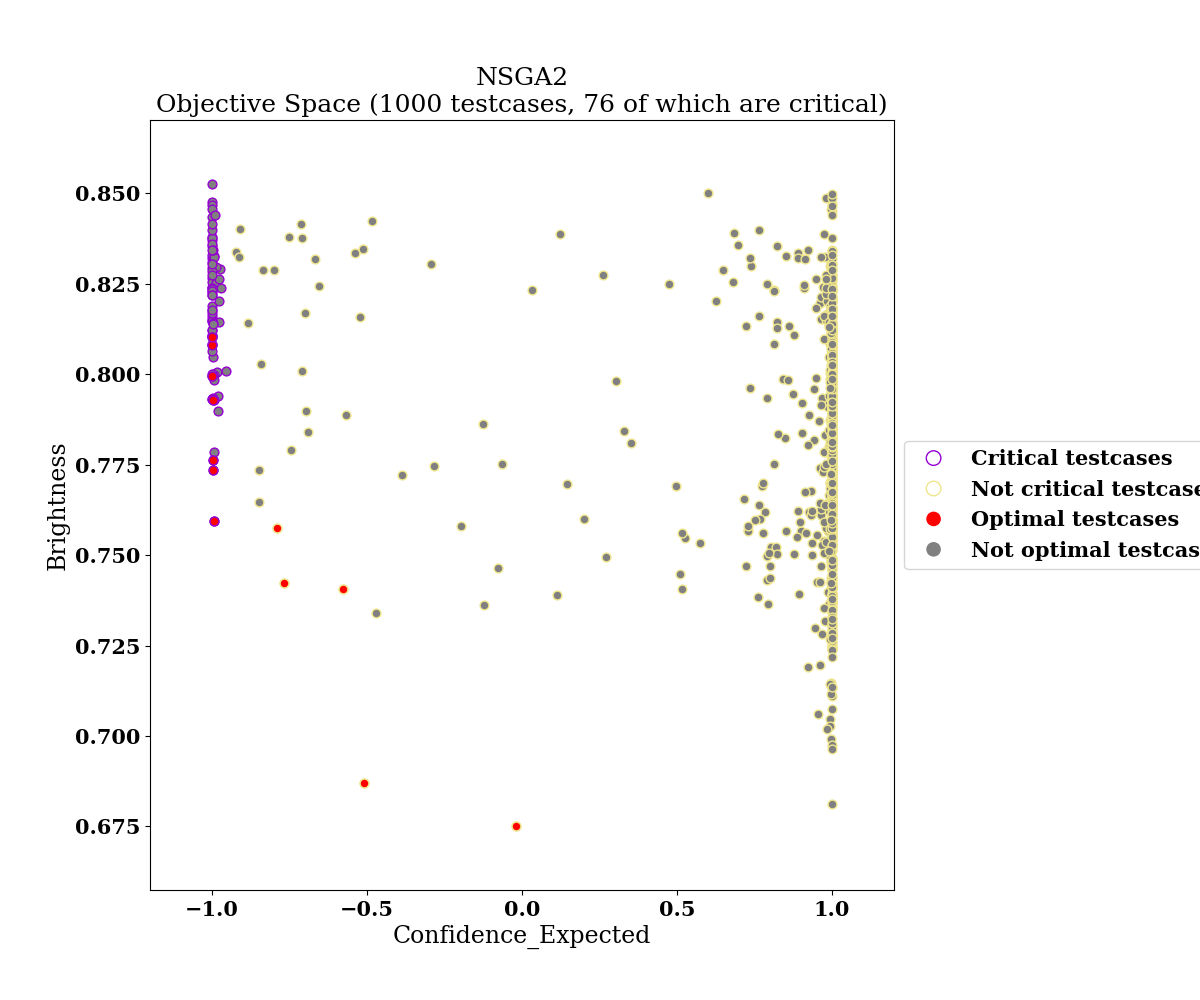 NSGA2
Objective Space (1000 testcases, 76 of which are critical)
0.850
0.825
0.800
0.775
0.750
0.725
0.700
0.675
Brightness
−1.0
−0.5
0.0
0.5
1.0
Confidence_Expected
Critical testcases
Not critical testcase
Optimal testcases
Not optimal testcas